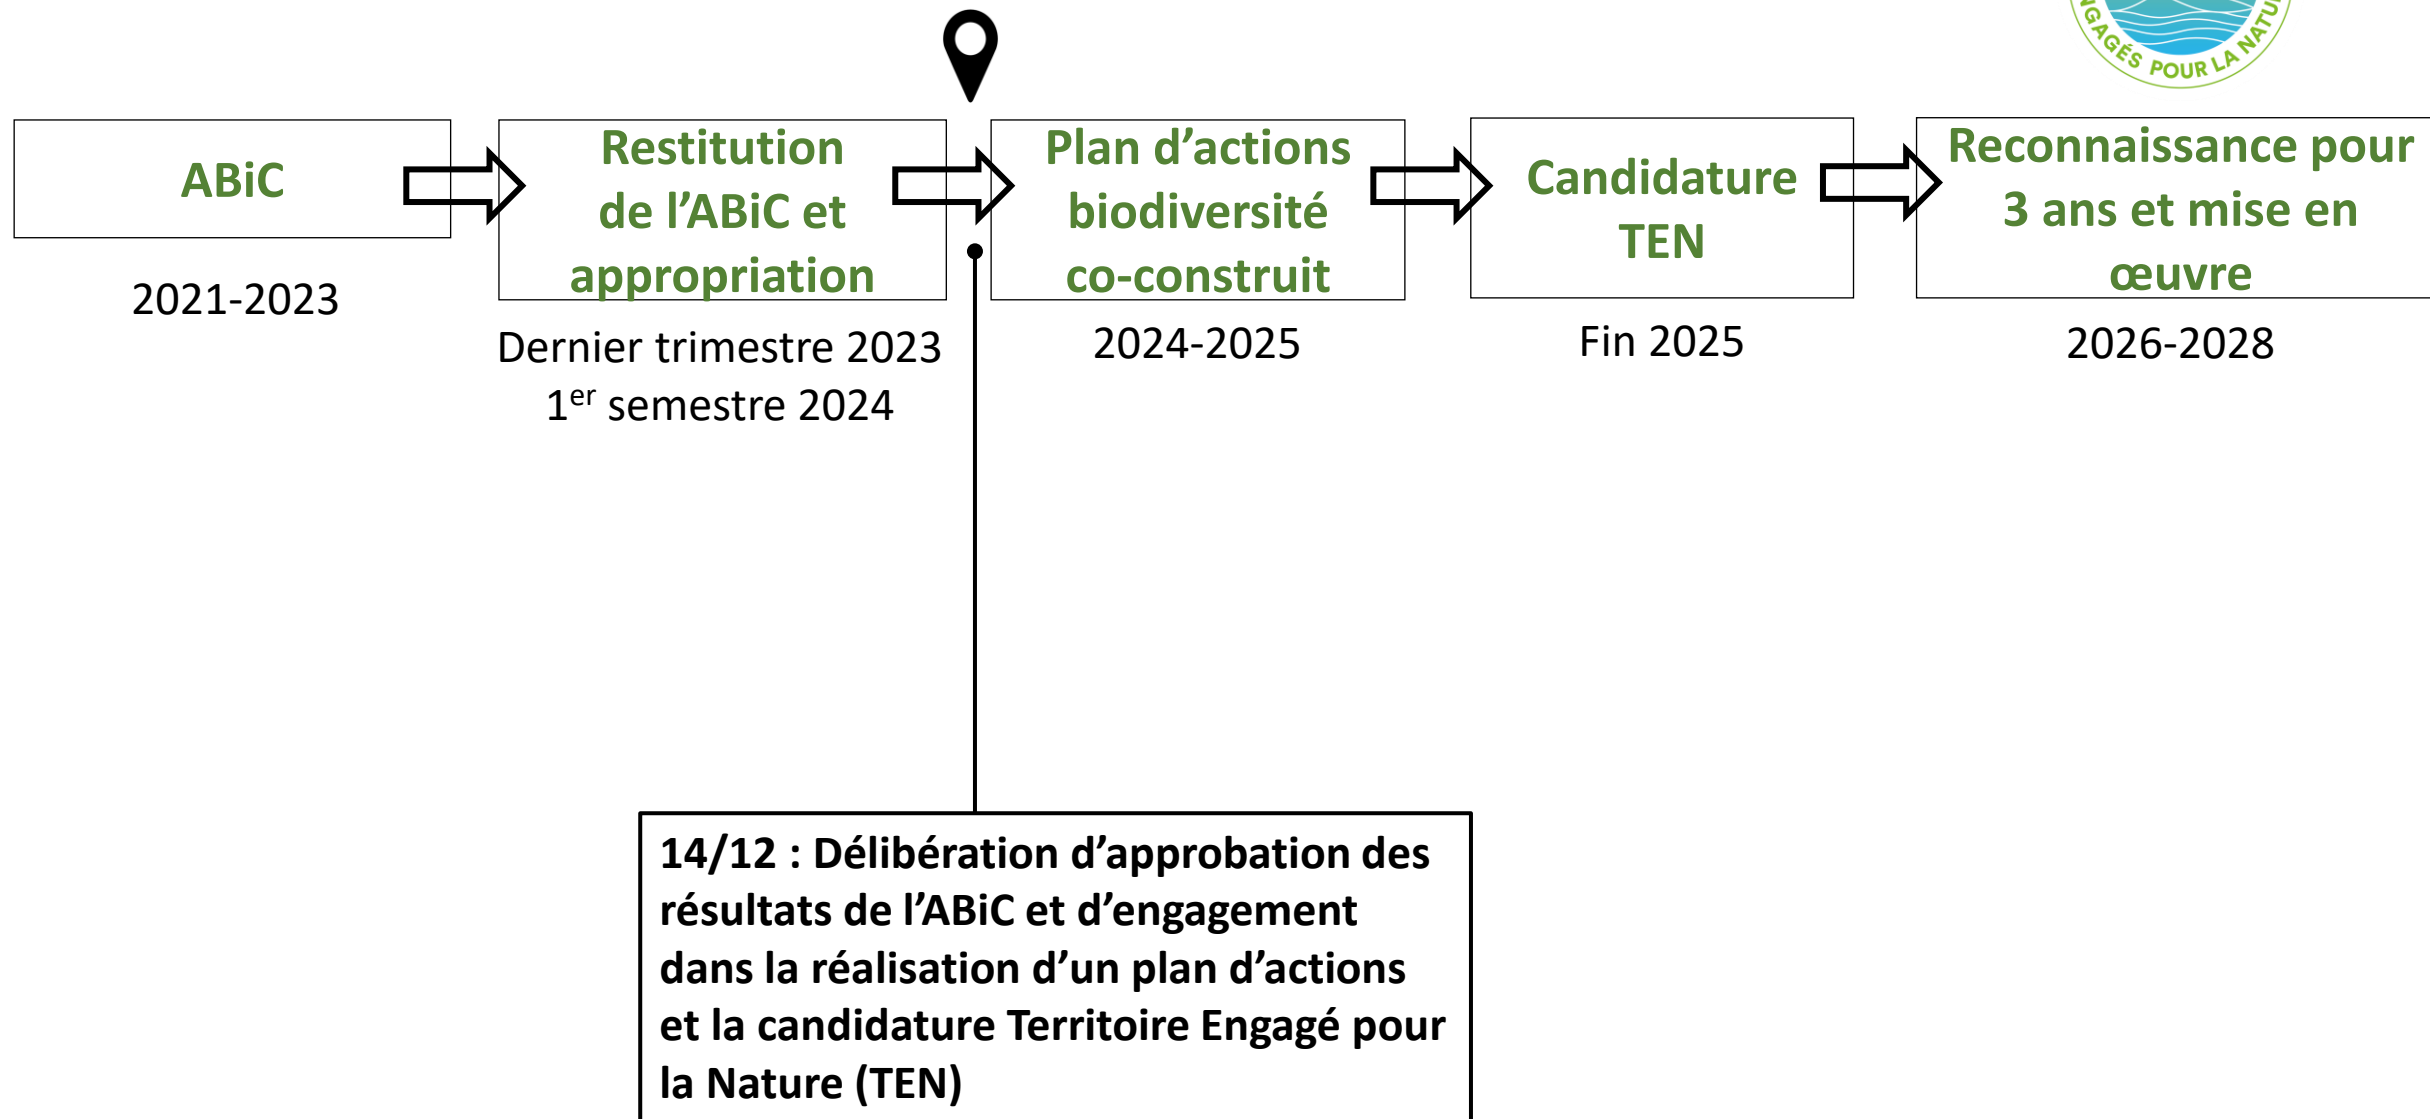 ENGAGÉS POUR LA NATURE
ABiC
2021-2023
Restitution
de l’ABiC et
appropriation
Dernier trimestre 2023
1er semestre 2024
Plan d’actions
biodiversité
co-construit
2024-2025
Candidature
TEN
Fin 2025
Reconnaissance pour
3 ans et mise en
œuvre
2026-2028
14/12 : Délibération d’approbation des
résultats de l’ABiC et d’engagement
dans la réalisation d’un plan d’actions
et la candidature Territoire Engagé pour
la Nature (TEN)